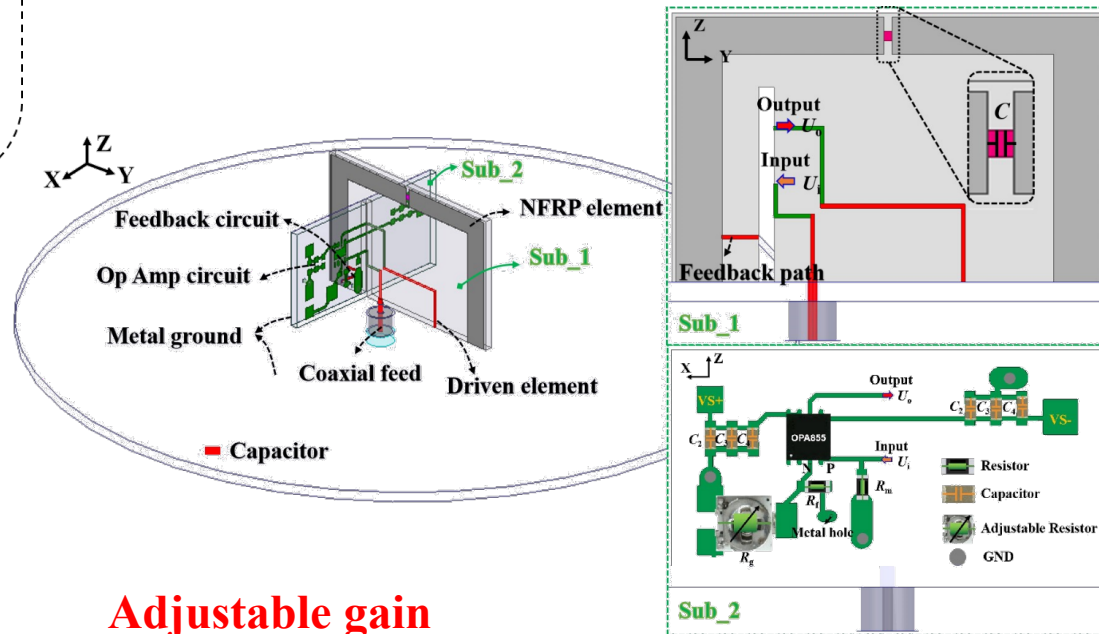 Z
X
Y
Sub_2
Feedback circuit
NFRP element
Op Amp circuit
Sub_1
Metal ground
Coaxial feed
Driven element
Capacitor
Adjustable gain
Z
Y
Output
Uo
C
Input
Ui
Feedback path
Sub_1
X
Z
Output
Uo
VS+
C2
C3
C4
VS-
C2
C3
C4
OPA855
Input
Ui
N
P
Rf
Rm
Metal hole
Rg
Resistor
Capacitor
Adjustable Resistor
GND
Sub_2